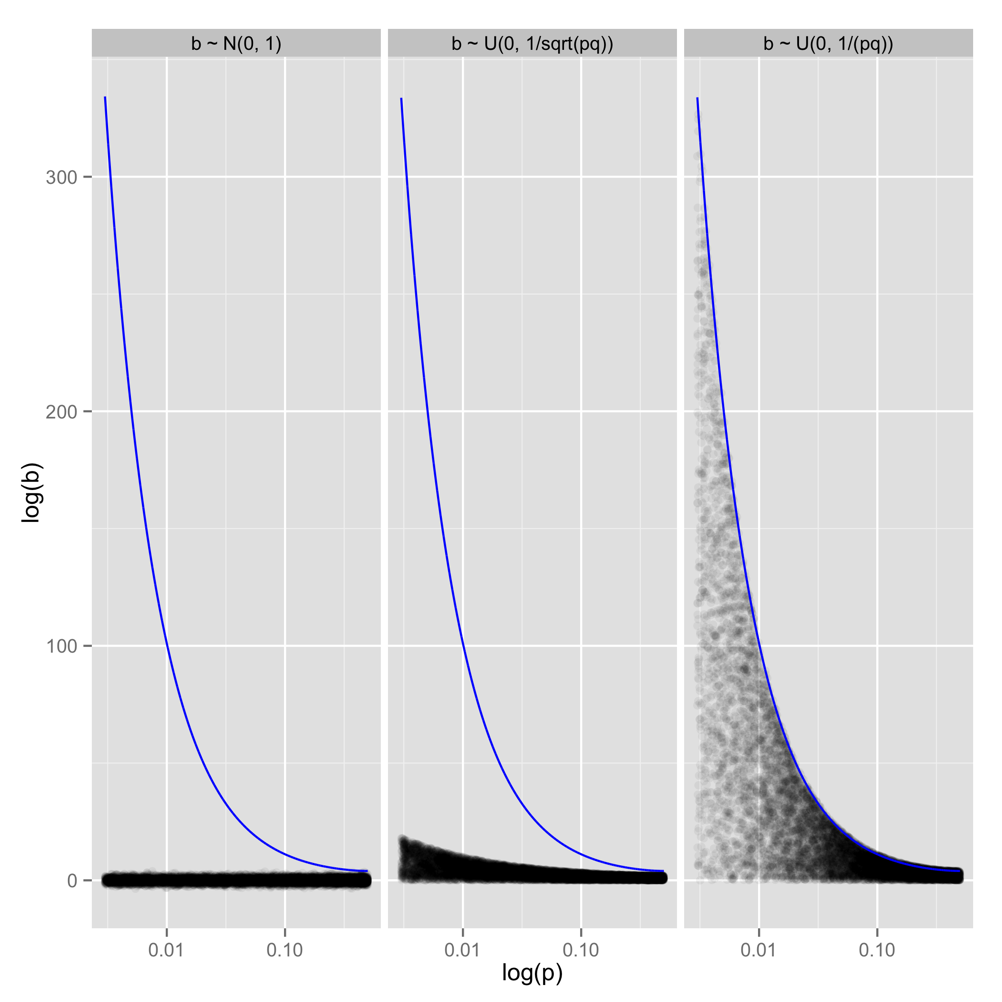 b ~ N(0, 1)
b ~ U(0, 1/sqrt(pq))
b ~ U(0, 1/(pq))
300
200
100
0
log(b)
0.01 0.10
0.01 0.10
0.01 0.10
log(p)